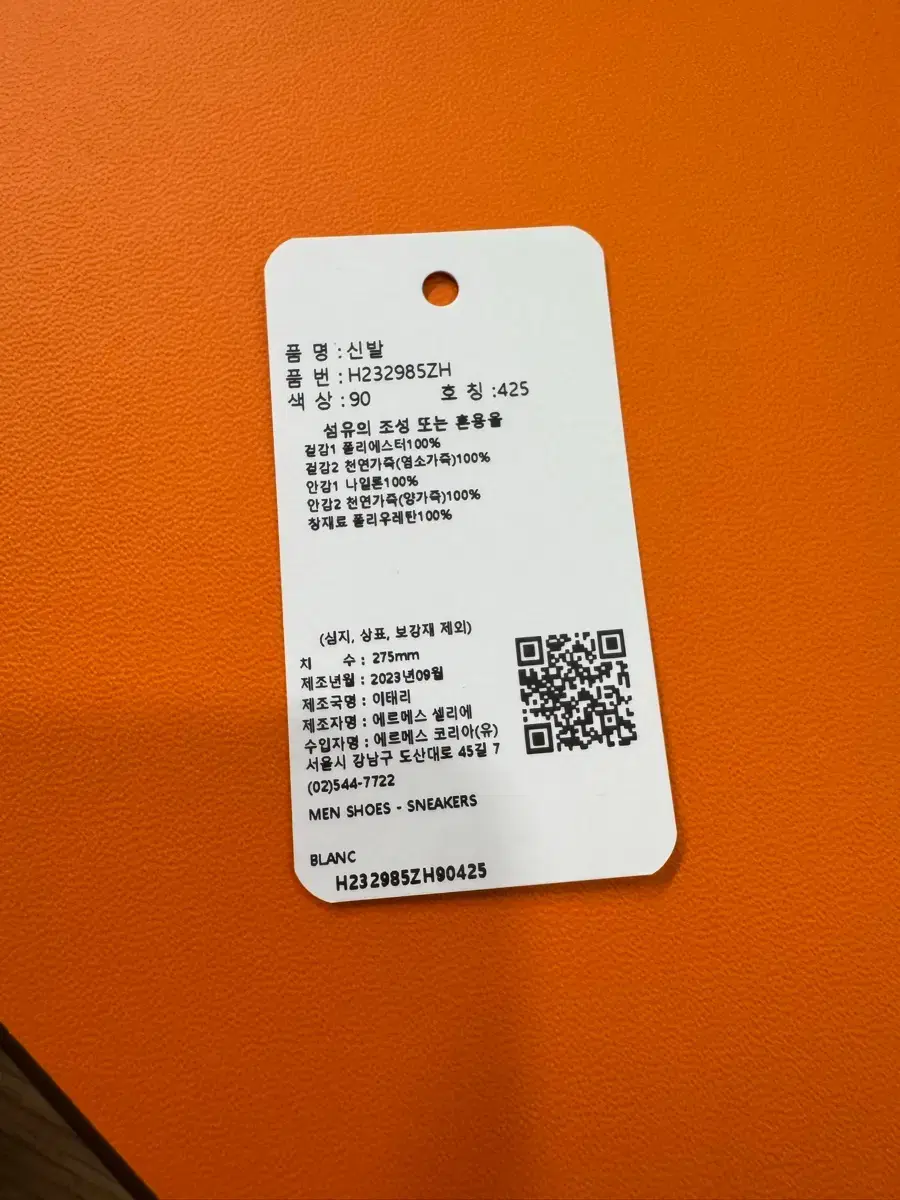 품 명 : 신발
품 번 : H232985ZH
색 상 : 90 호 칭 :425
섬유의 조성 또는 혼용율
겉감1 폴리에스터100%
겉감2 천연가죽(염소가죽)100%
안감1 나일론100%
안감2 천연가죽(양가죽)100%
창재료 폴리우레탄100%
(심지, 상표, 보강재 제외)
치 수 : 275mm
제조년월 : 2023년09월
제조국명 : 이태리
제조자명 : 에르메스 셀리에
수입자명 : 에르메스 코리아(유)
서울시 강남구 도산대로 45길 7
(02)544-7722
MEN SHOES - SNEAKERS
BLANC
H232985ZH90425